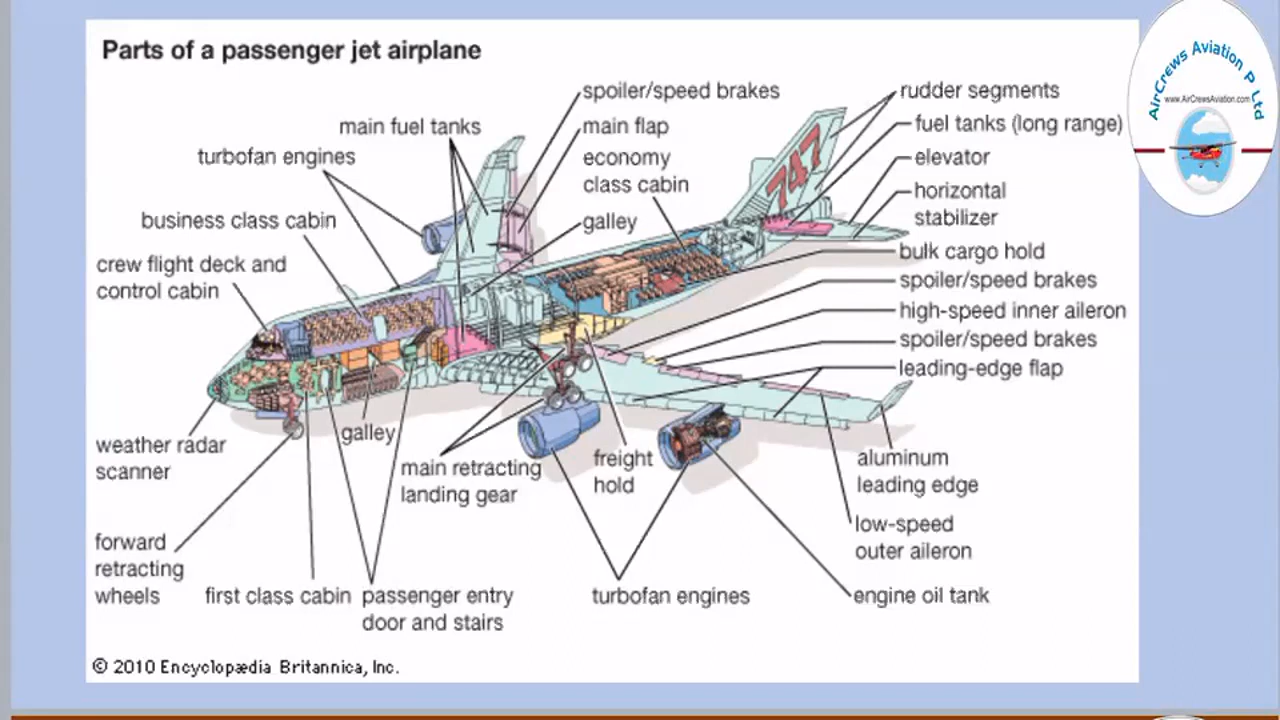 Parts of a passenger jet airplane
spoiler/speed brakes
main flap
economy
class cabin
galley
main fuel tanks
turbofan engines
business class cabin
crew flight deck and
control cabin
rudder segments
fuel tanks (long range)
elevator
horizontal
stabilizer
bulk cargo hold
spoiler/speed brakes
high-speed inner aileron
spoiler/speed brakes
leading-edge flap
747
weather radar
scanner
galley
main retracting
landing gear
freight
hold
aluminum
leading edge
low-speed
outer aileron
forward
retracting
wheels
first class cabin
passenger entry
door and stairs
turbofan engines
engine oil tank
© 2010 Encyclopædia Britannica, Inc.
AirCrews Aviation P Ltd
www.AirCrewsAviation.com